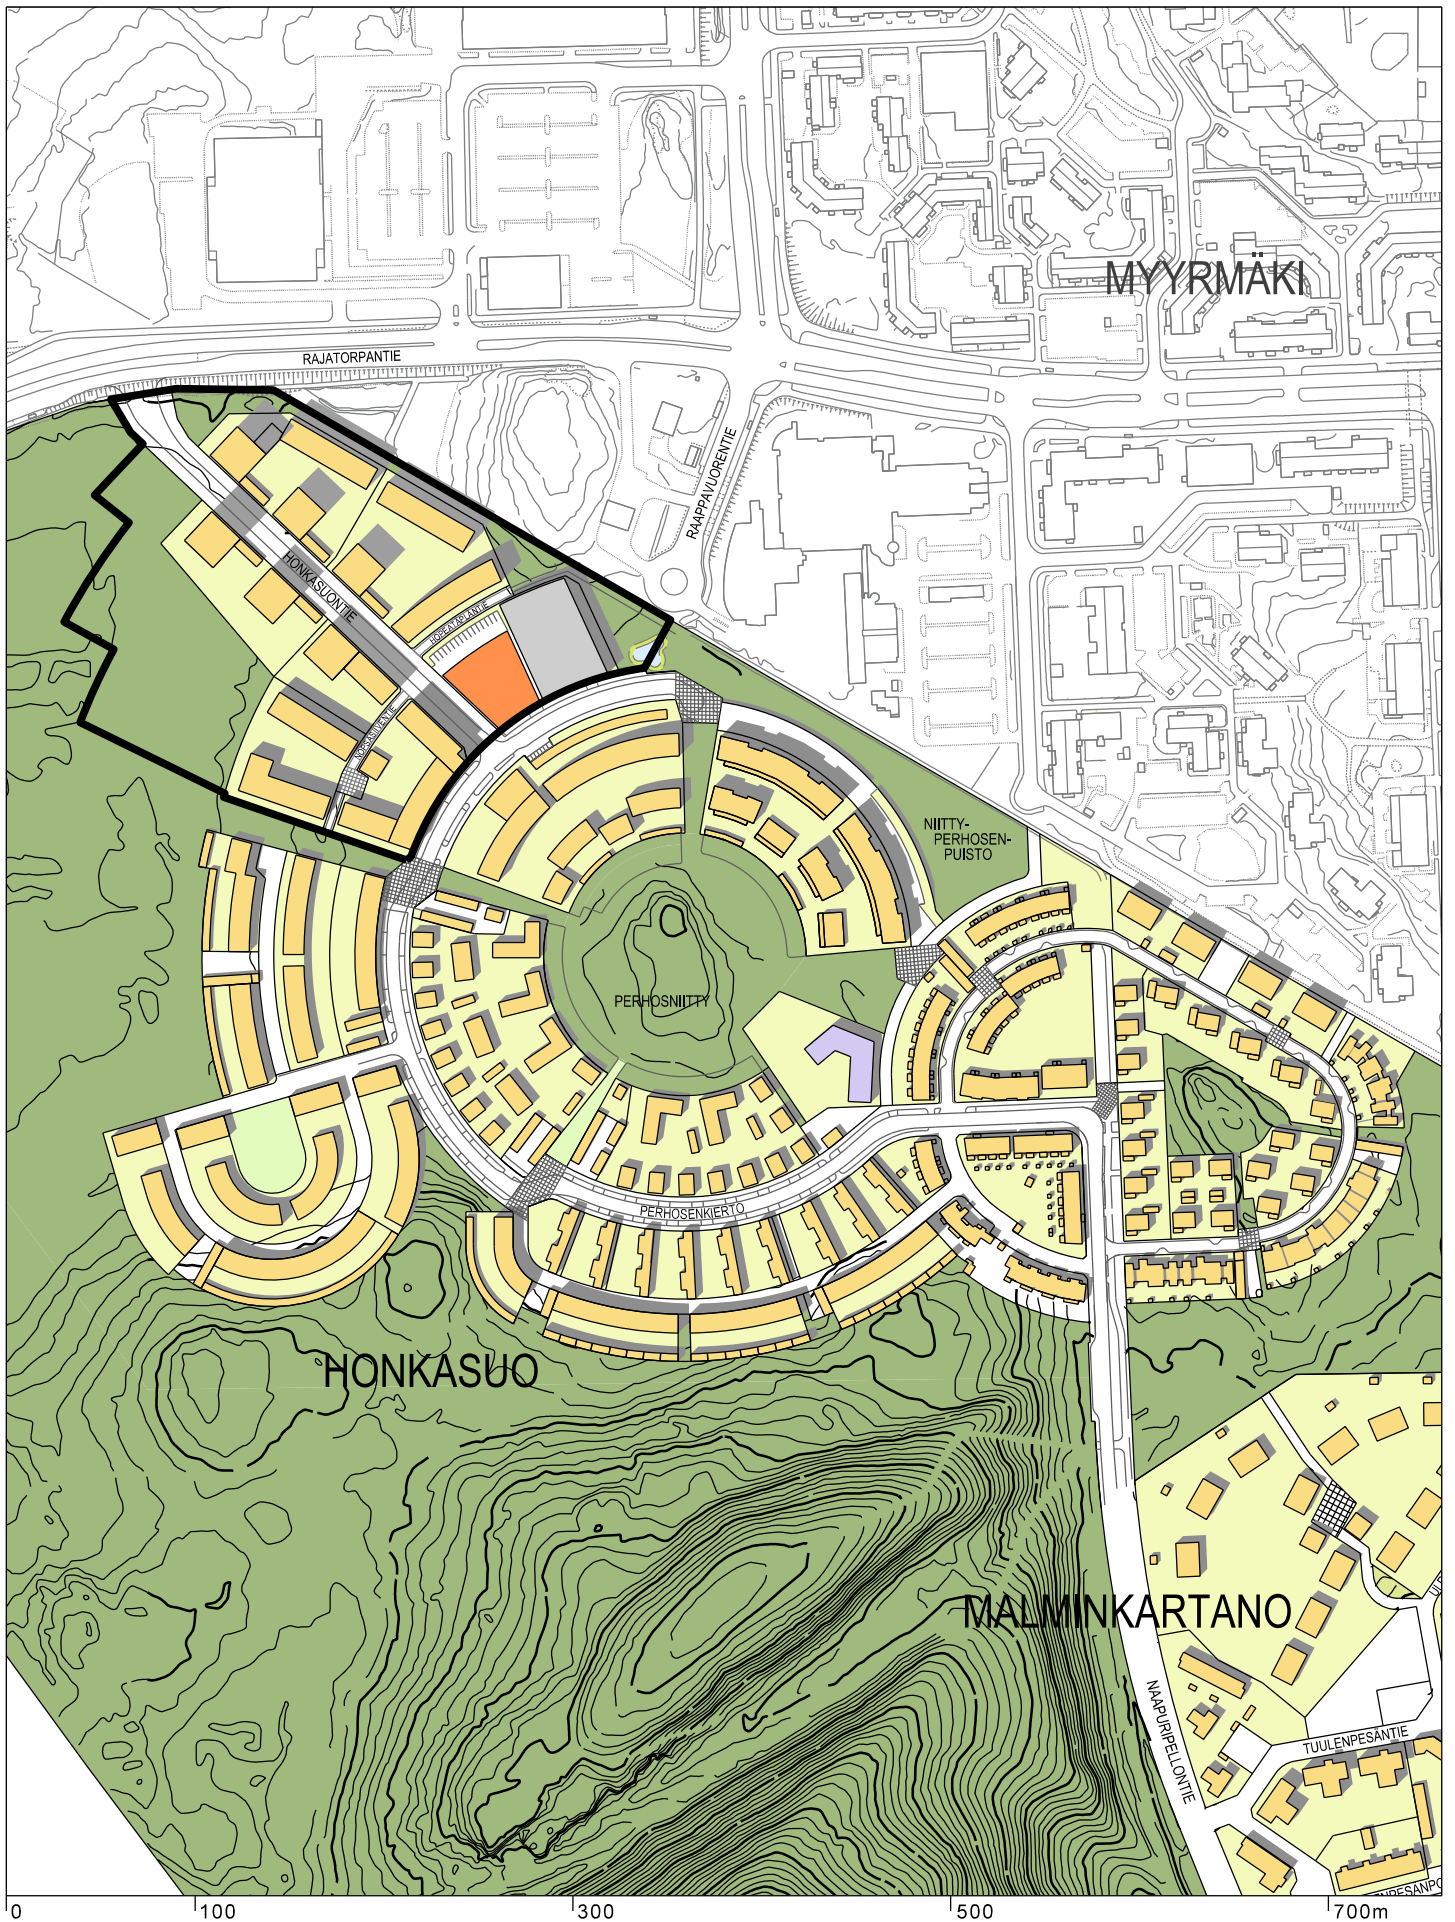 MYYRMÄKI
RAJATORPANTIE
RAAPPAVUORENTIE
HONKASUONTIE
HOPEATÄPLÄNTIE
NOPSASIIVENTIE
NIITTY-
PERHOSEN-
PUISTO
PERHOSNIITTY
PERHOSENKIERTO
HONKASUO
MALMINKARTANO
NAAPURIPELLONTIE
TUULENPESÄNTIE
0 100 300 500 700m